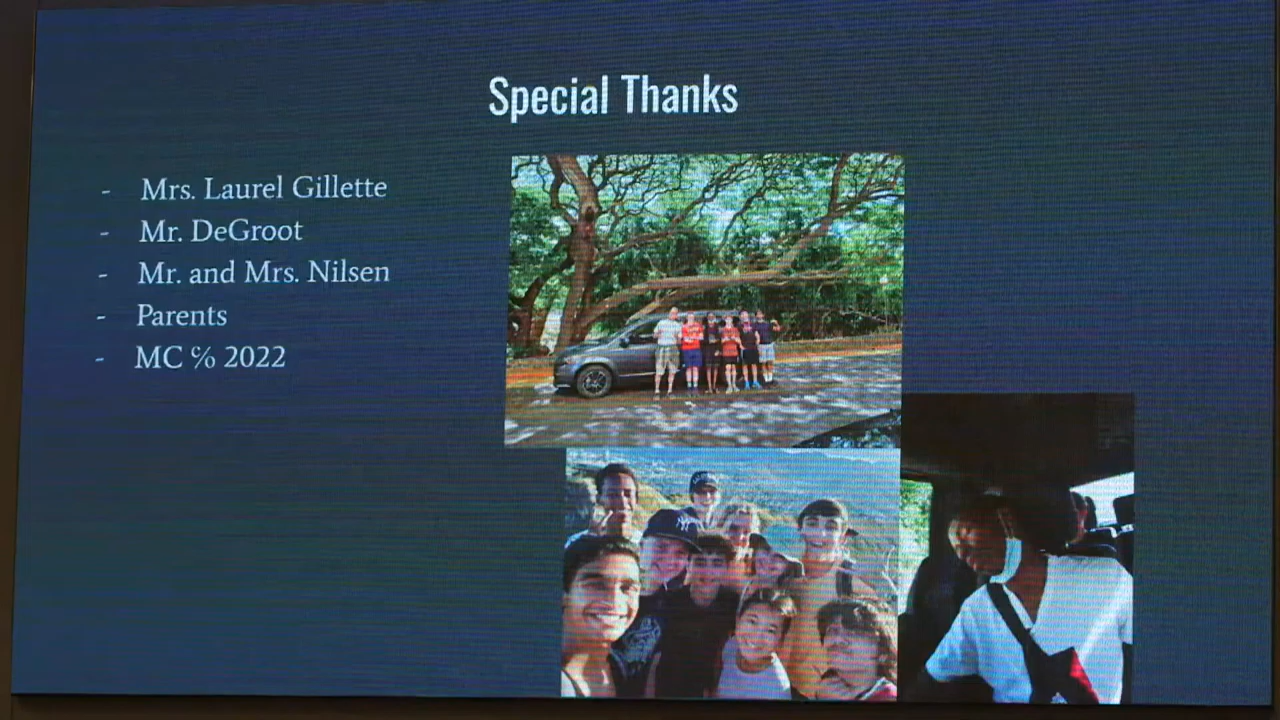 Special Thanks
- Mrs. Laurel Gillette
- Mr. DeGroot
- Mr. and Mrs. Nilsen
- Parents
- MC ℅ 2022